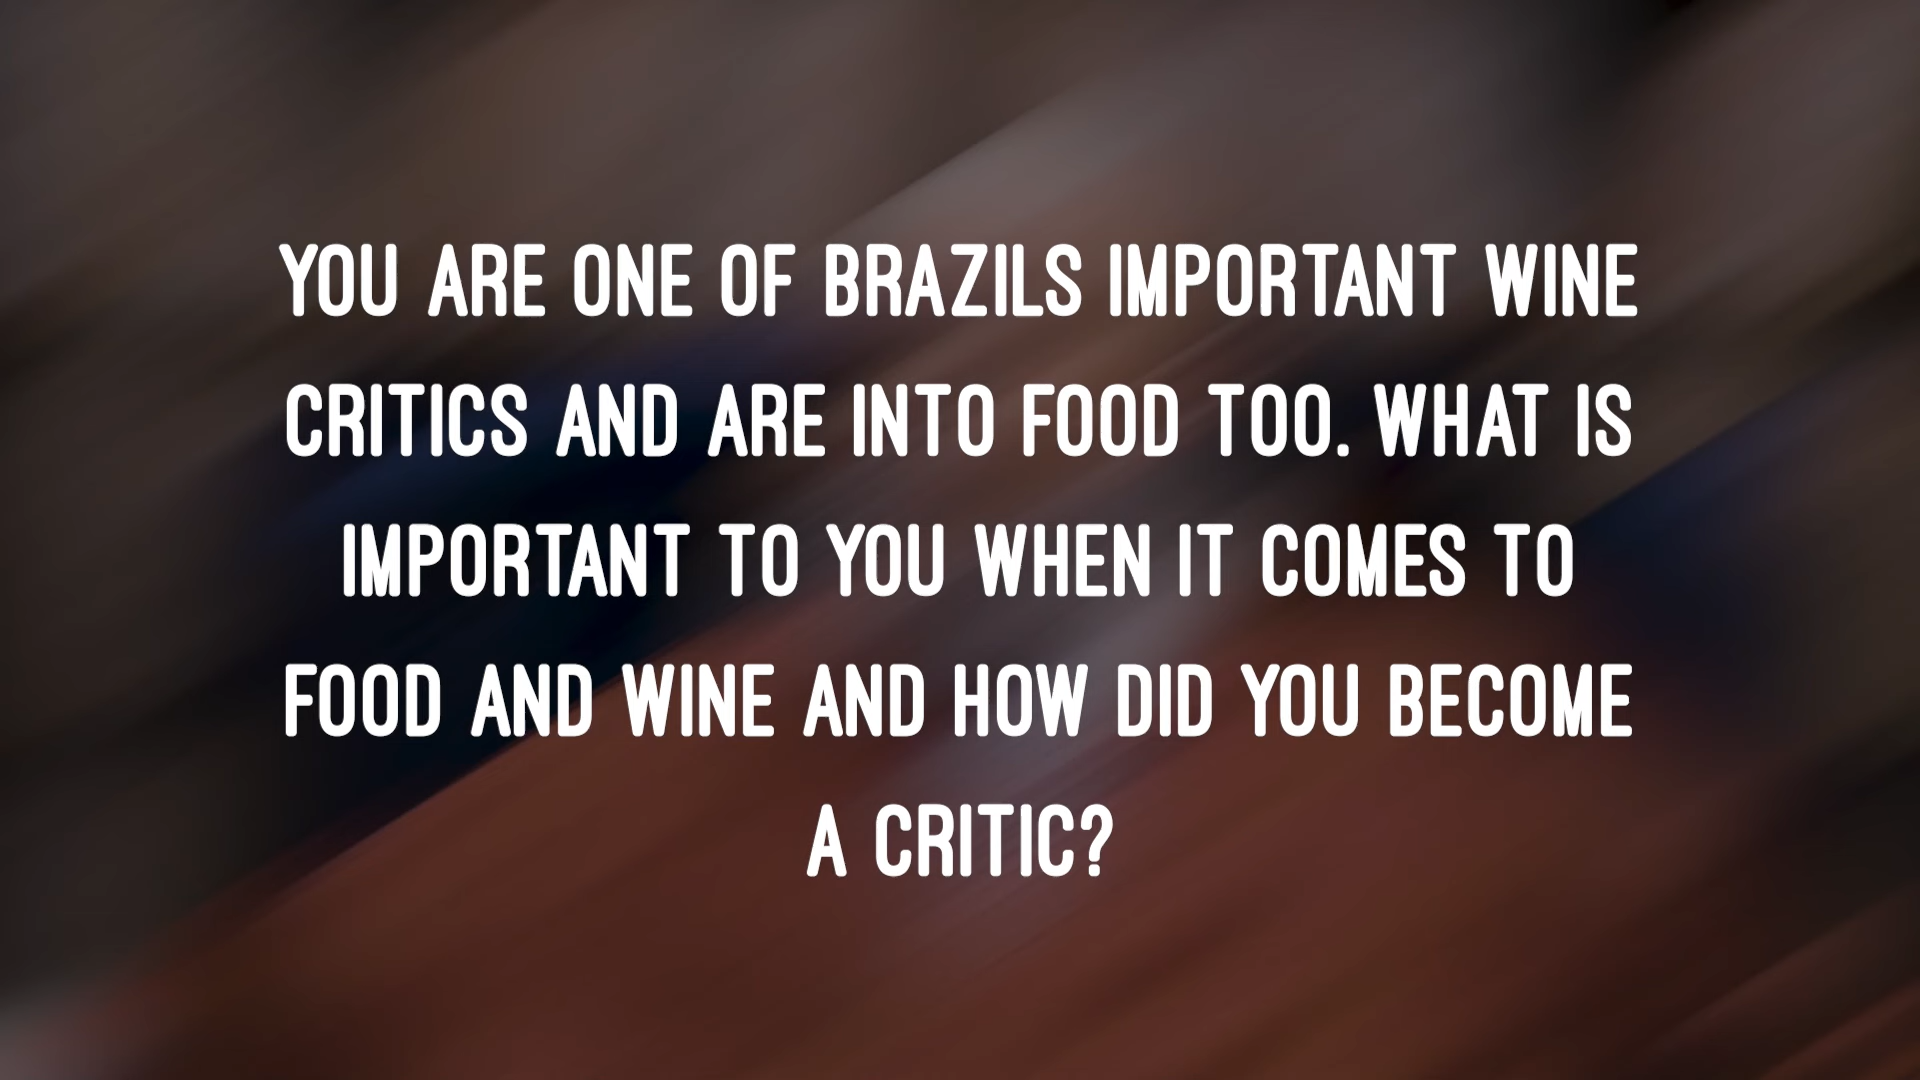 YOU ARE ONE OF BRAZILS IMPORTANT WINE
CRITICS AND ARE INTO FOOD TOO. WHAT IS
IMPORTANT TO YOU WHEN IT COMES TO
FOOD AND WINE AND HOW DID YOU BECOME
A CRITIC?